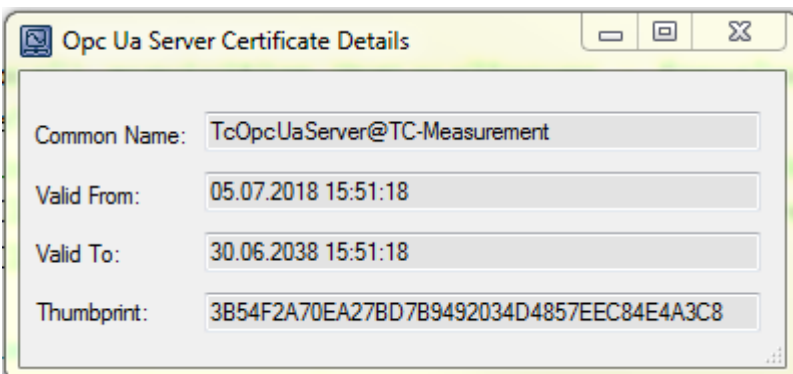 Opc Ua Server Certificate Details
Common Name: TcOpcUaServer@TC-Measurement
Valid From: 05.07.2018 15:51:18
Valid To: 30.06.2038 15:51:18
Thumbprint: 3B54F2A70EA27BD7B9492034D4857EEC84E4A3C8